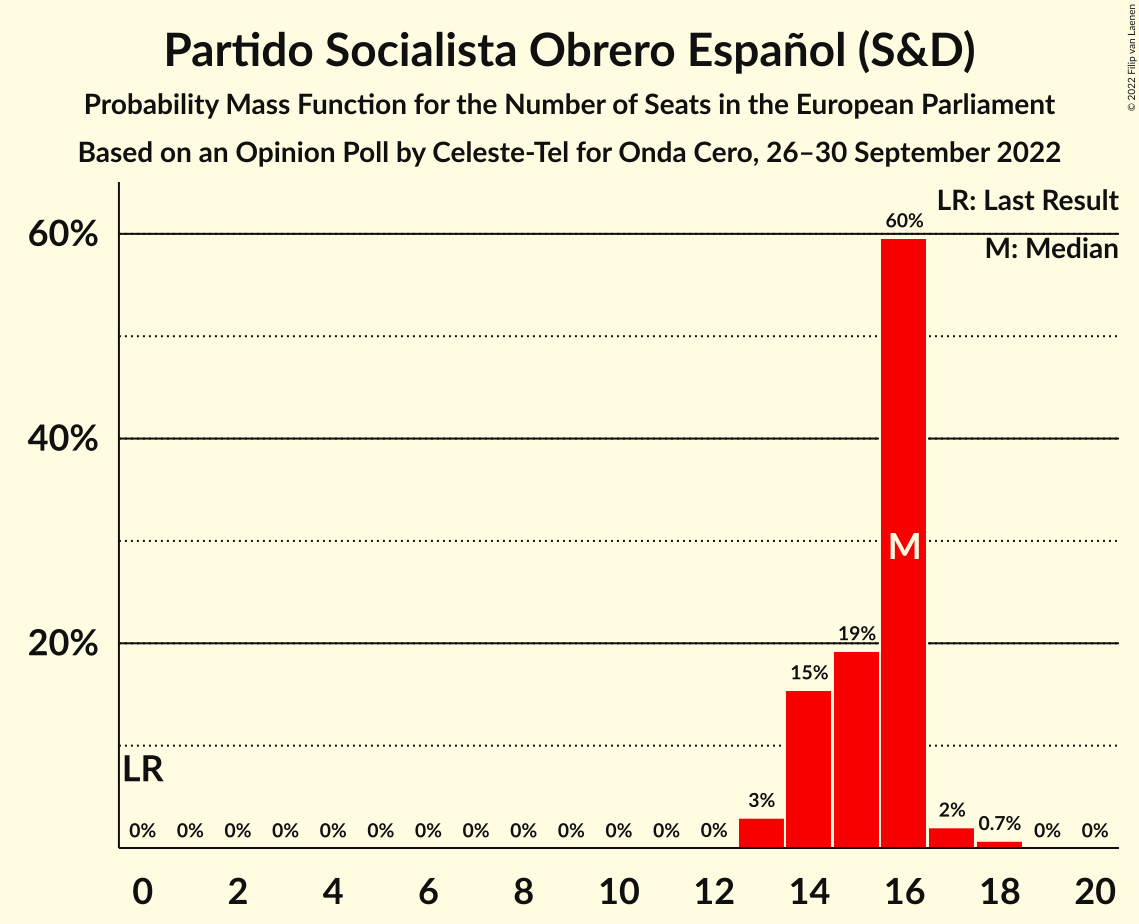 Partido Socialista Obrero Español (S&D)
Probability Mass Function for the Number of Seats in the European Parliament
Based on an Opinion Poll by Celeste-Tel for Onda Cero, 26–30 September 2022
© 2022 Filip van Laenen
LR: Last Result
M: Median
60%
40%
20%
LR
M
0% 0% 0% 0% 0% 0% 0% 0% 0% 0% 0% 0% 0% 3% 15% 19% 60% 2% 0.7% 0% 0%
0 2 4 6 8 10 12 14 16 18 20